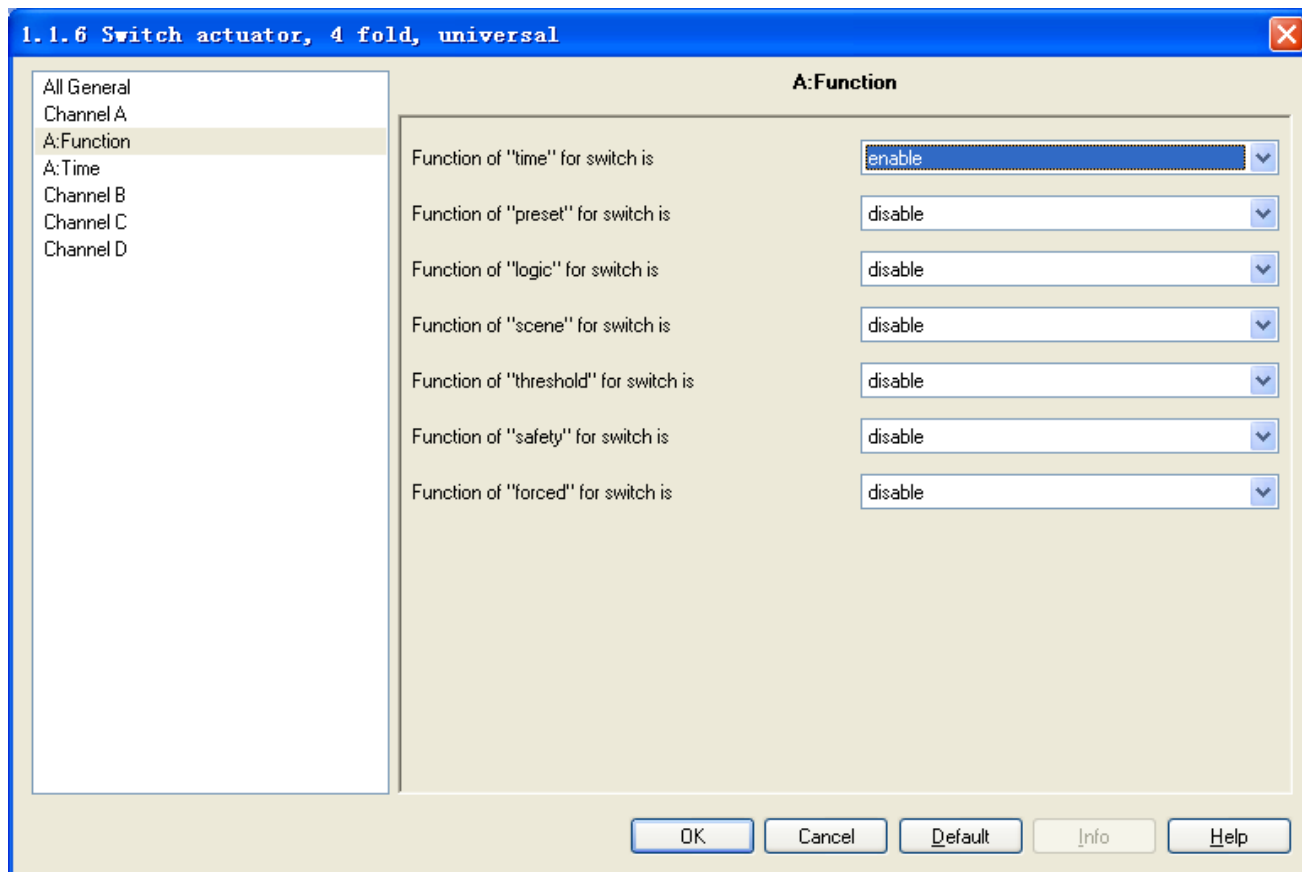 1.1.6 Switch actuator, 4 fold, universal
All General
Channel A
A:Function
A:Time
Channel B
Channel C
Channel D
A:Function
Function of "time" for switch is enable
Function of "preset" for switch is disable
Function of "logic" for switch is disable
Function of "scene" for switch is disable
Function of "threshold" for switch is disable
Function of "safety" for switch is disable
Function of "forced" for switch is disable
OK Cancel Default Info Help